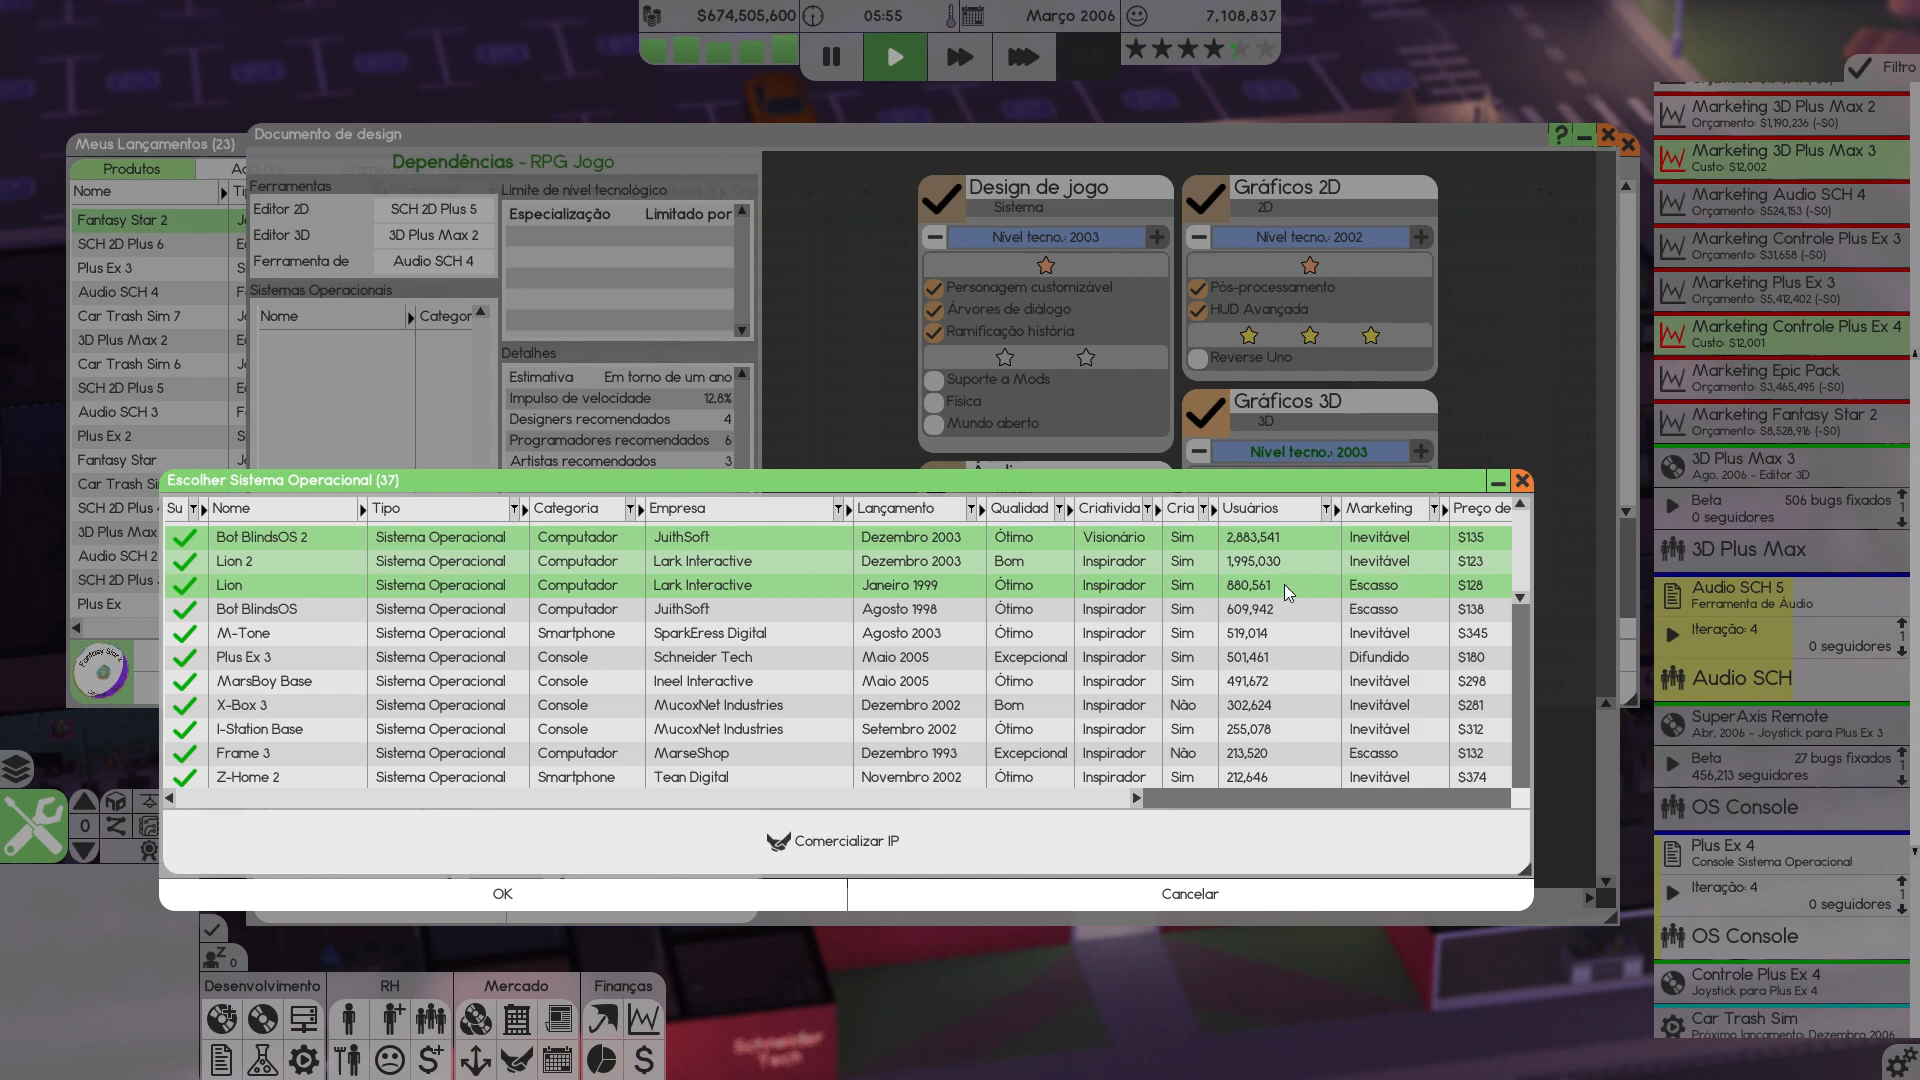 $674,505,600
05:55
Março 2006
7,108,837
Filtro
Meus Lançamentos (23)
Produtos
Nome
Fantasy Star 2
SCH 2D Plus 6
Plus Ex 3
Audio SCH 4
Car Trash Sim 7
3D Plus Max 2
Car Trash Sim 6
SCH 2D Plus 5
Audio SCH 3
Plus Ex 2
Fantasy Star
Car Trash Si
SCH 2D Plus 4
3D Plus Max
Audio SCH 2
SCH 2D Plus
Plus Ex
Documento de design
Dependências - RPG Jogo
Ferramentas
Editor 2D SCH 2D Plus 5
Editor 3D 3D Plus Max 2
Ferramenta de Audio SCH 4
Sistemas Operacionais
Nome Categor
Limite de nível tecnológico
Especialização Limitado por
Detalhes
Estimativa Em torno de um ano
Impulso de velocidade 12.8%
Designers recomendados 4
Programadores recomendados 6
Artistas recomendados 3
Design de jogo
Sistema
Nível tecno.: 2003
Personagem customizável
Árvores de diálogo
Ramificação história
Suporte a Mods
Física
Mundo aberto
Gráficos 2D
2D
Nível tecno.: 2002
Pós-processamento
HUD Avançada
Reverse Uno
Gráficos 3D
3D
Nível tecno.: 2003
Escolher Sistema Operacional (37)
Su Nome Tipo Categoria Empresa Lançamento Qualidad Criativida Cria Usuários Marketing Preço de
Bot BlindsOS 2 Sistema Operacional Computador JuithSoft Dezembro 2003 Ótimo Visionário Sim 2,883,541 Inevitável $135
Lion 2 Sistema Operacional Computador Lark Interactive Dezembro 2003 Bom Inspirador Sim 1,995,030 Inevitável $123
Lion Sistema Operacional Computador Lark Interactive Janeiro 1999 Ótimo Inspirador Sim 880,561 Escasso $128
Bot BlindsOS Sistema Operacional Computador JuithSoft Agosto 1998 Ótimo Inspirador Sim 609,942 Escasso $138
M-Tone Sistema Operacional Smartphone SparkEress Digital Agosto 2003 Ótimo Inspirador Sim 519,014 Inevitável $345
Plus Ex 3 Sistema Operacional Console Schneider Tech Maio 2005 Excepcional Inspirador Sim 501,461 Difundido $180
MarsBoy Base Sistema Operacional Console Ineel Interactive Maio 2005 Ótimo Inspirador Sim 491,672 Inevitável $298
X-Box 3 Sistema Operacional Console MucoxNet Industries Dezembro 2002 Bom Inspirador Não 302,624 Inevitável $281
I-Station Base Sistema Operacional Console MucoxNet Industries Setembro 2002 Ótimo Inspirador Sim 255,078 Inevitável $312
Frame 3 Sistema Operacional Computador MarseShop Dezembro 1993 Excepcional Inspirador Não 213,520 Escasso $132
Z-Home 2 Sistema Operacional Smartphone Tean Digital Novembro 2002 Ótimo Inspirador Sim 212,646 Inevitável $374
Comercializar IP
OK
Cancelar
Marketing 3D Plus Max 2
Orçamento: $1,190,236 (-$0)
Marketing 3D Plus Max 3
Custo: $12,002
Marketing Audio SCH 4
Orçamento: $524,153 (-$0)
Marketing Controle Plus Ex 3
Orçamento: $31,658 (-$0)
Marketing Plus Ex 3
Orçamento: $5,412,402 (-$0)
Marketing Controle Plus Ex 4
Custo: $12,001
Marketing Epic Pack
Orçamento: $3,465,495 (-$0)
Marketing Fantasy Star 2
Orçamento: $8,528,916 (-$0)
3D Plus Max 3
Ago. 2006 - Editor 3D
Beta 506 bugs fixados
0 seguidores
1
3D Plus Max
Audio SCH 5
Ferramenta de Áudio
Iteração: 4
0 seguidores
1
Audio SCH
SuperAxis Remote
Abr. 2006 - Joystick para Plus Ex 3
Beta 27 bugs fixados
456,213 seguidores
1
OS Console
Plus Ex 4
Console Sistema Operacional
Iteração: 4
0 seguidores
1
OS Console
Controle Plus Ex 4
Joystick para Plus Ex 4
Car Trash Sim
Próximo lançamento: Dezembro 2006
0
Z
0
Desenvolvimento
RH
Mercado
Finanças
Schneider
Tech